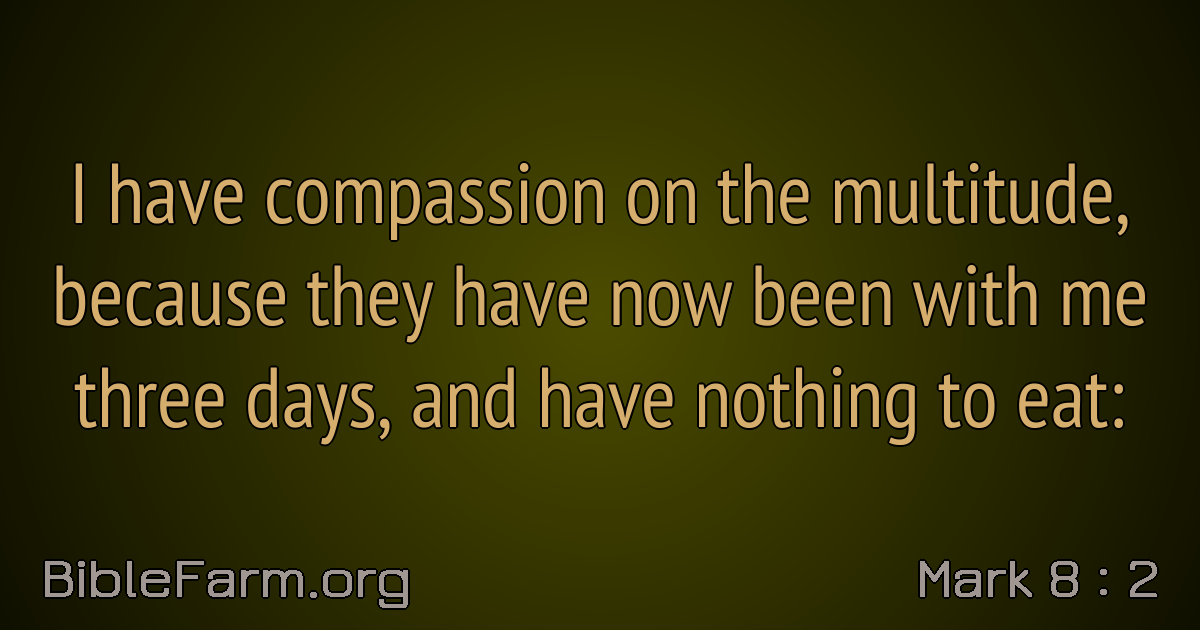 I have compassion on the multitude,
because they have now been with me
three days, and have nothing to eat:
BibleFarm.org
Mark 8 : 2